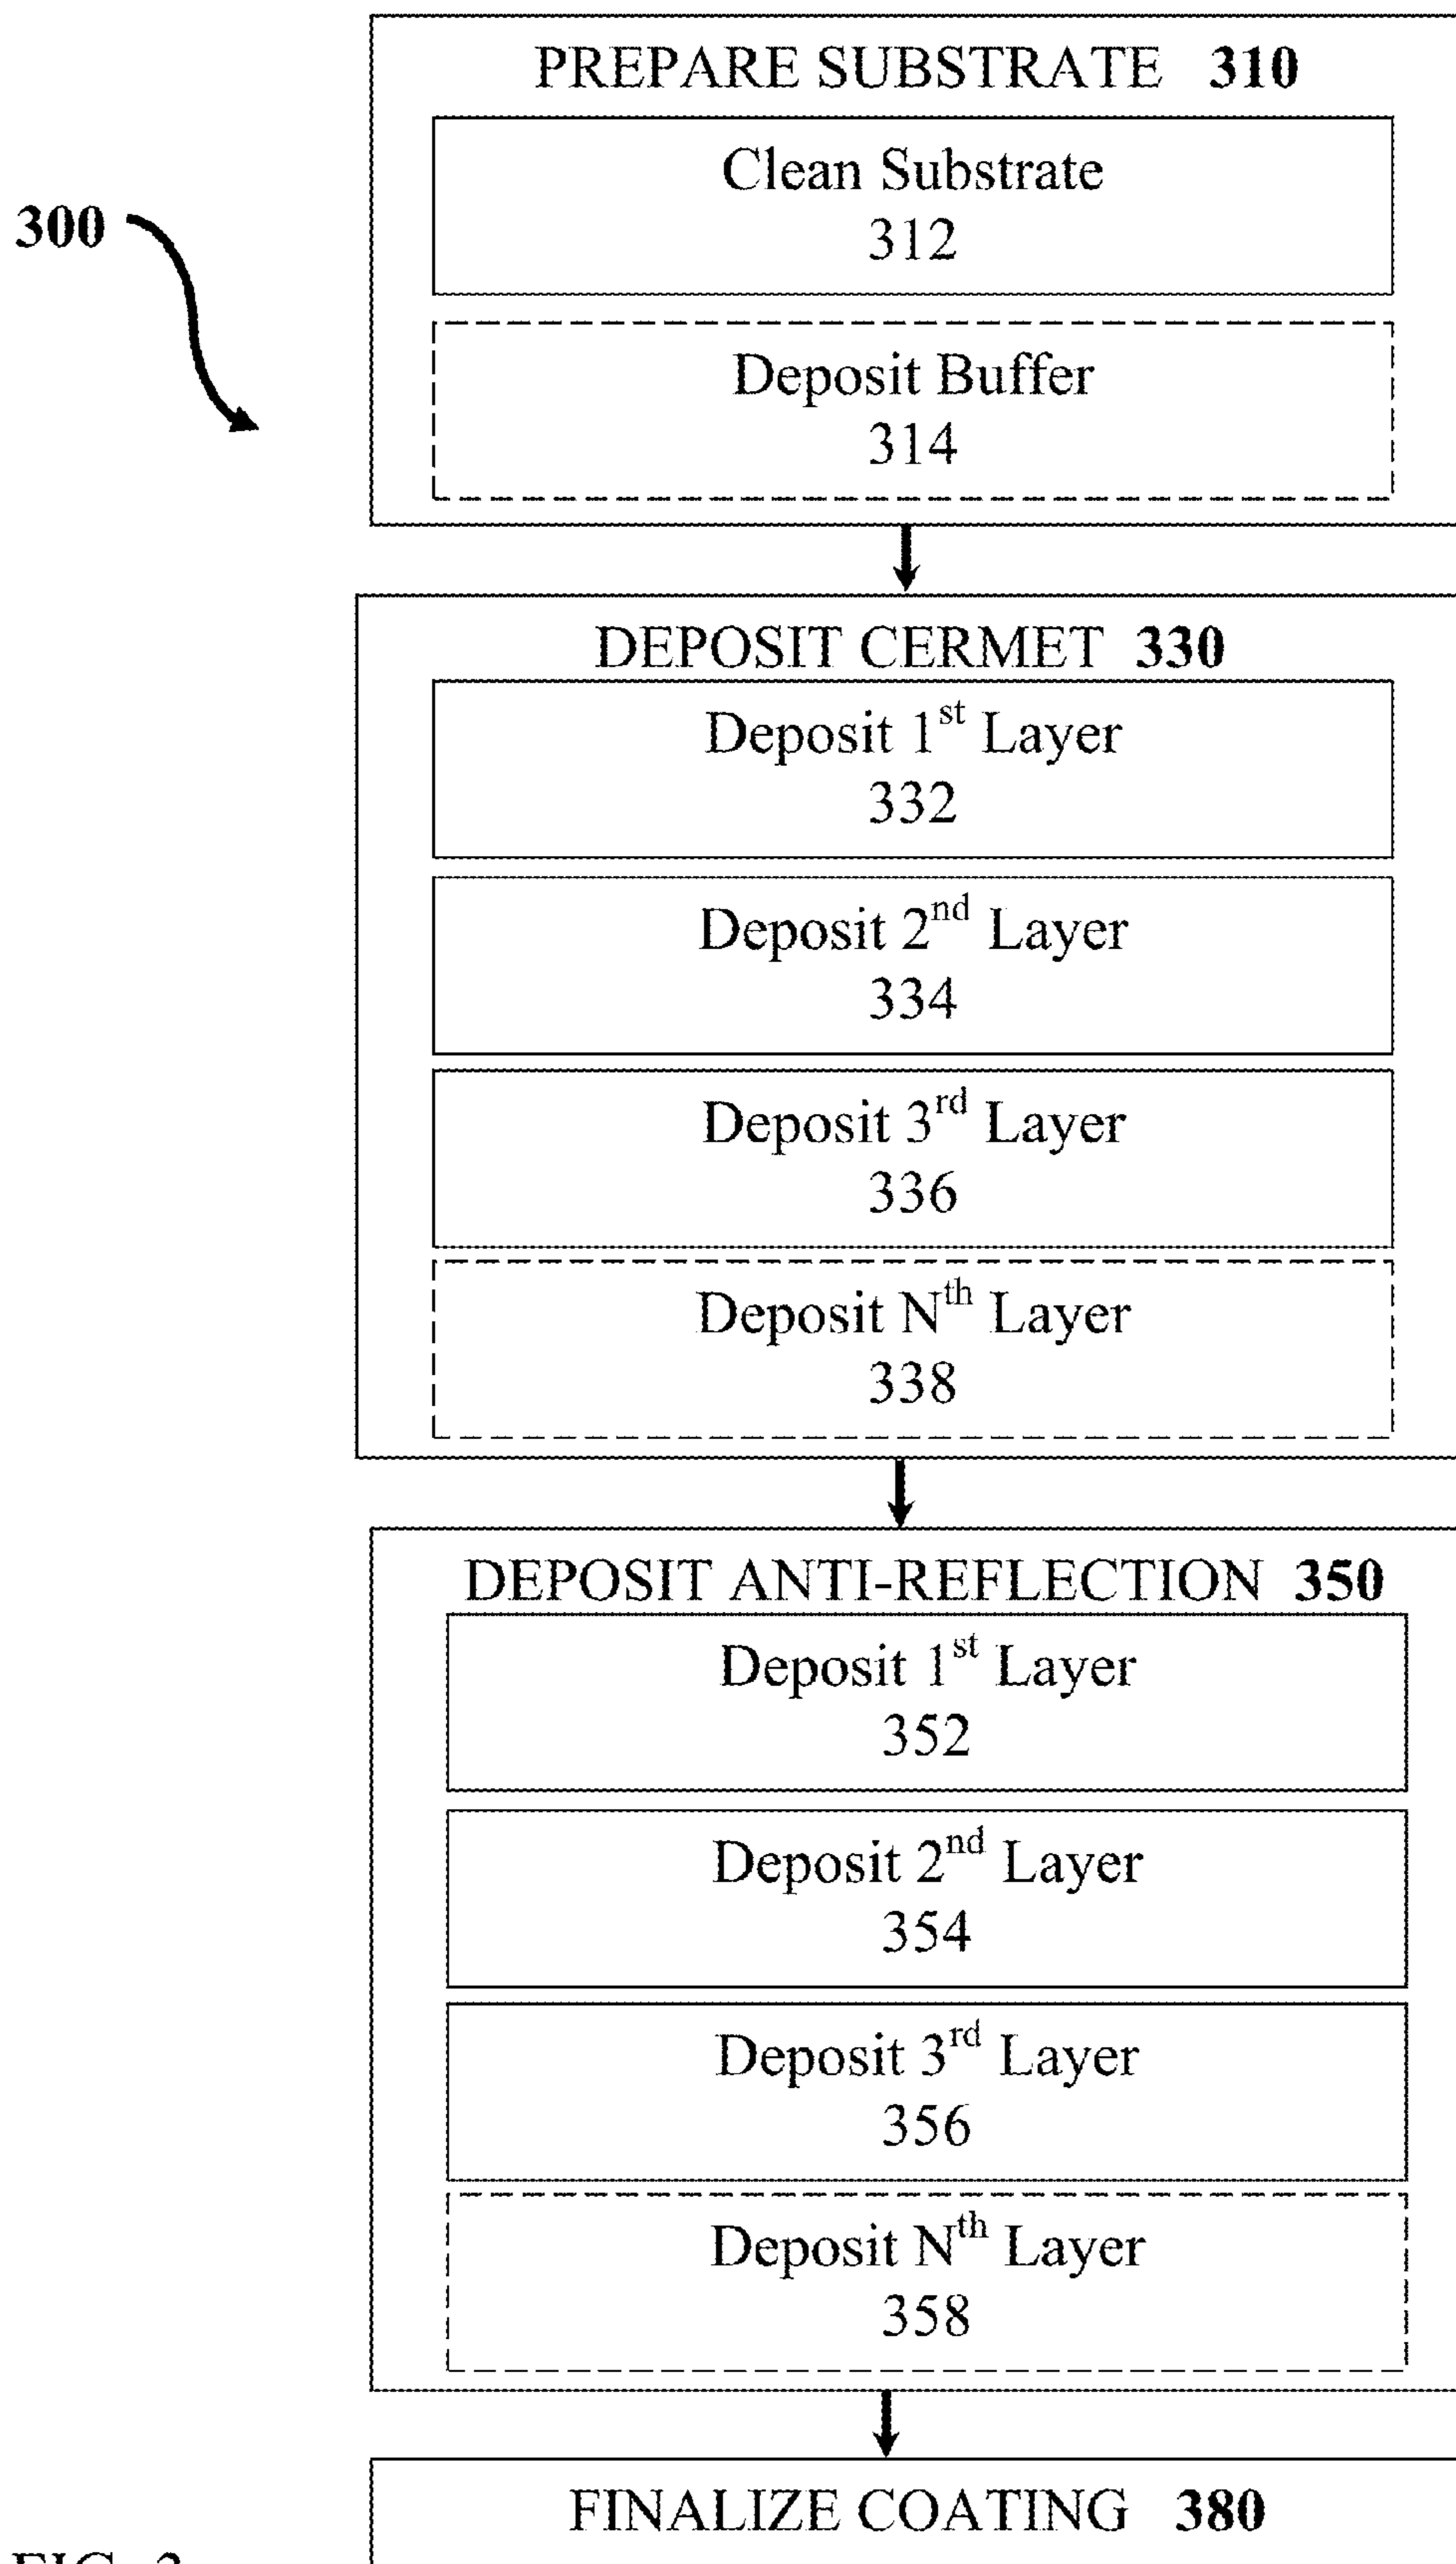 PREPARE SUBSTRATE 310
Clean Substrate
312
300
Deposit Buffer
314
DEPOSIT CERMET 330
Deposit 1st Layer
332
Deposit 2nd Layer
334
Deposit 3rd Layer
336
Deposit Nth Layer
338
DEPOSIT ANTI-REFLECTION 350
Deposit 1st Layer
352
Deposit 2nd Layer
354
Deposit 3rd Layer
356
Deposit Nth Layer
358
FINALIZE COATING 380
FIG. 3